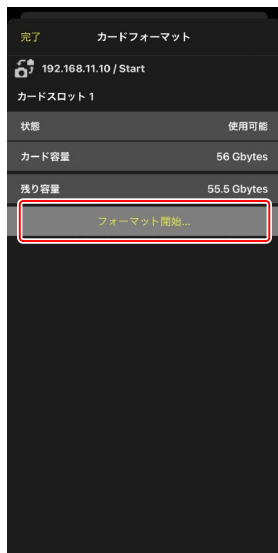 完了 カードフォーマット
192.168.11.10 / Start
カードスロット 1
状態 使用可能
カード容量 56 Gbytes
残り容量 55.5 Gbytes
フォーマット開始...